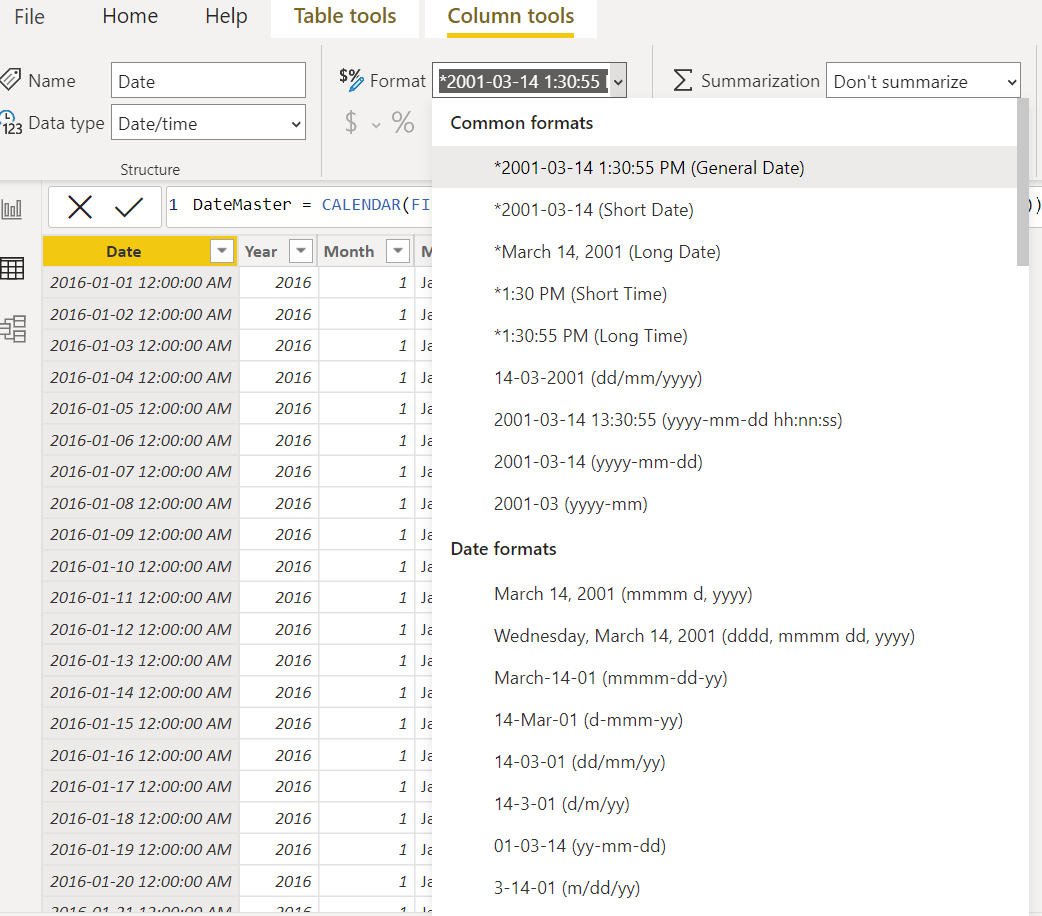 File Home Help Table tools Column tools
Name Date $% Format *2001-03-14 1:30:55 Σ Summarization Don't summarize
123 Data type Date/time $ %
Structure
Common formats
*2001-03-14 1:30:55 PM (General Date)
*2001-03-14 (Short Date)
*March 14, 2001 (Long Date)
*1:30 PM (Short Time)
*1:30:55 PM (Long Time)
14-03-2001 (dd/mm/yyyy)
2001-03-14 13:30:55 (yyyy-mm-dd hh:nn:ss)
2001-03-14 (yyyy-mm-dd)
2001-03 (yyyy-mm)
Date formats
March 14, 2001 (mmmm d, yyyy)
Wednesday, March 14, 2001 (dddd, mmmm dd, yyyy)
March-14-01 (mmmm-dd-yy)
14-Mar-01 (d-mmm-yy)
14-03-01 (dd/mm/yy)
14-3-01 (d/m/yy)
01-03-14 (yy-mm-dd)
3-14-01 (m/dd/yy)
1 DateMaster = CALENDAR(FI ))
Date Year Month M
2016-01-01 12:00:00 AM 2016 1 Ja
2016-01-02 12:00:00 AM 2016 1 Ja
2016-01-03 12:00:00 AM 2016 1 Ja
2016-01-04 12:00:00 AM 2016 1 Ja
2016-01-05 12:00:00 AM 2016 1 Ja
2016-01-06 12:00:00 AM 2016 1 Ja
2016-01-07 12:00:00 AM 2016 1 Ja
2016-01-08 12:00:00 AM 2016 1 Ja
2016-01-09 12:00:00 AM 2016 1 Ja
2016-01-10 12:00:00 AM 2016 1 Ja
2016-01-11 12:00:00 AM 2016 1 Ja
2016-01-12 12:00:00 AM 2016 1 Ja
2016-01-13 12:00:00 AM 2016 1 Ja
2016-01-14 12:00:00 AM 2016 1 Ja
2016-01-15 12:00:00 AM 2016 1 Ja
2016-01-16 12:00:00 AM 2016 1 Ja
2016-01-17 12:00:00 AM 2016 1 Ja
2016-01-18 12:00:00 AM 2016 1 Ja
2016-01-19 12:00:00 AM 2016 1 Ja
2016-01-20 12:00:00 AM 2016 1 Ja
2016-01-21 12:00:00 AM 2016 1 Ja